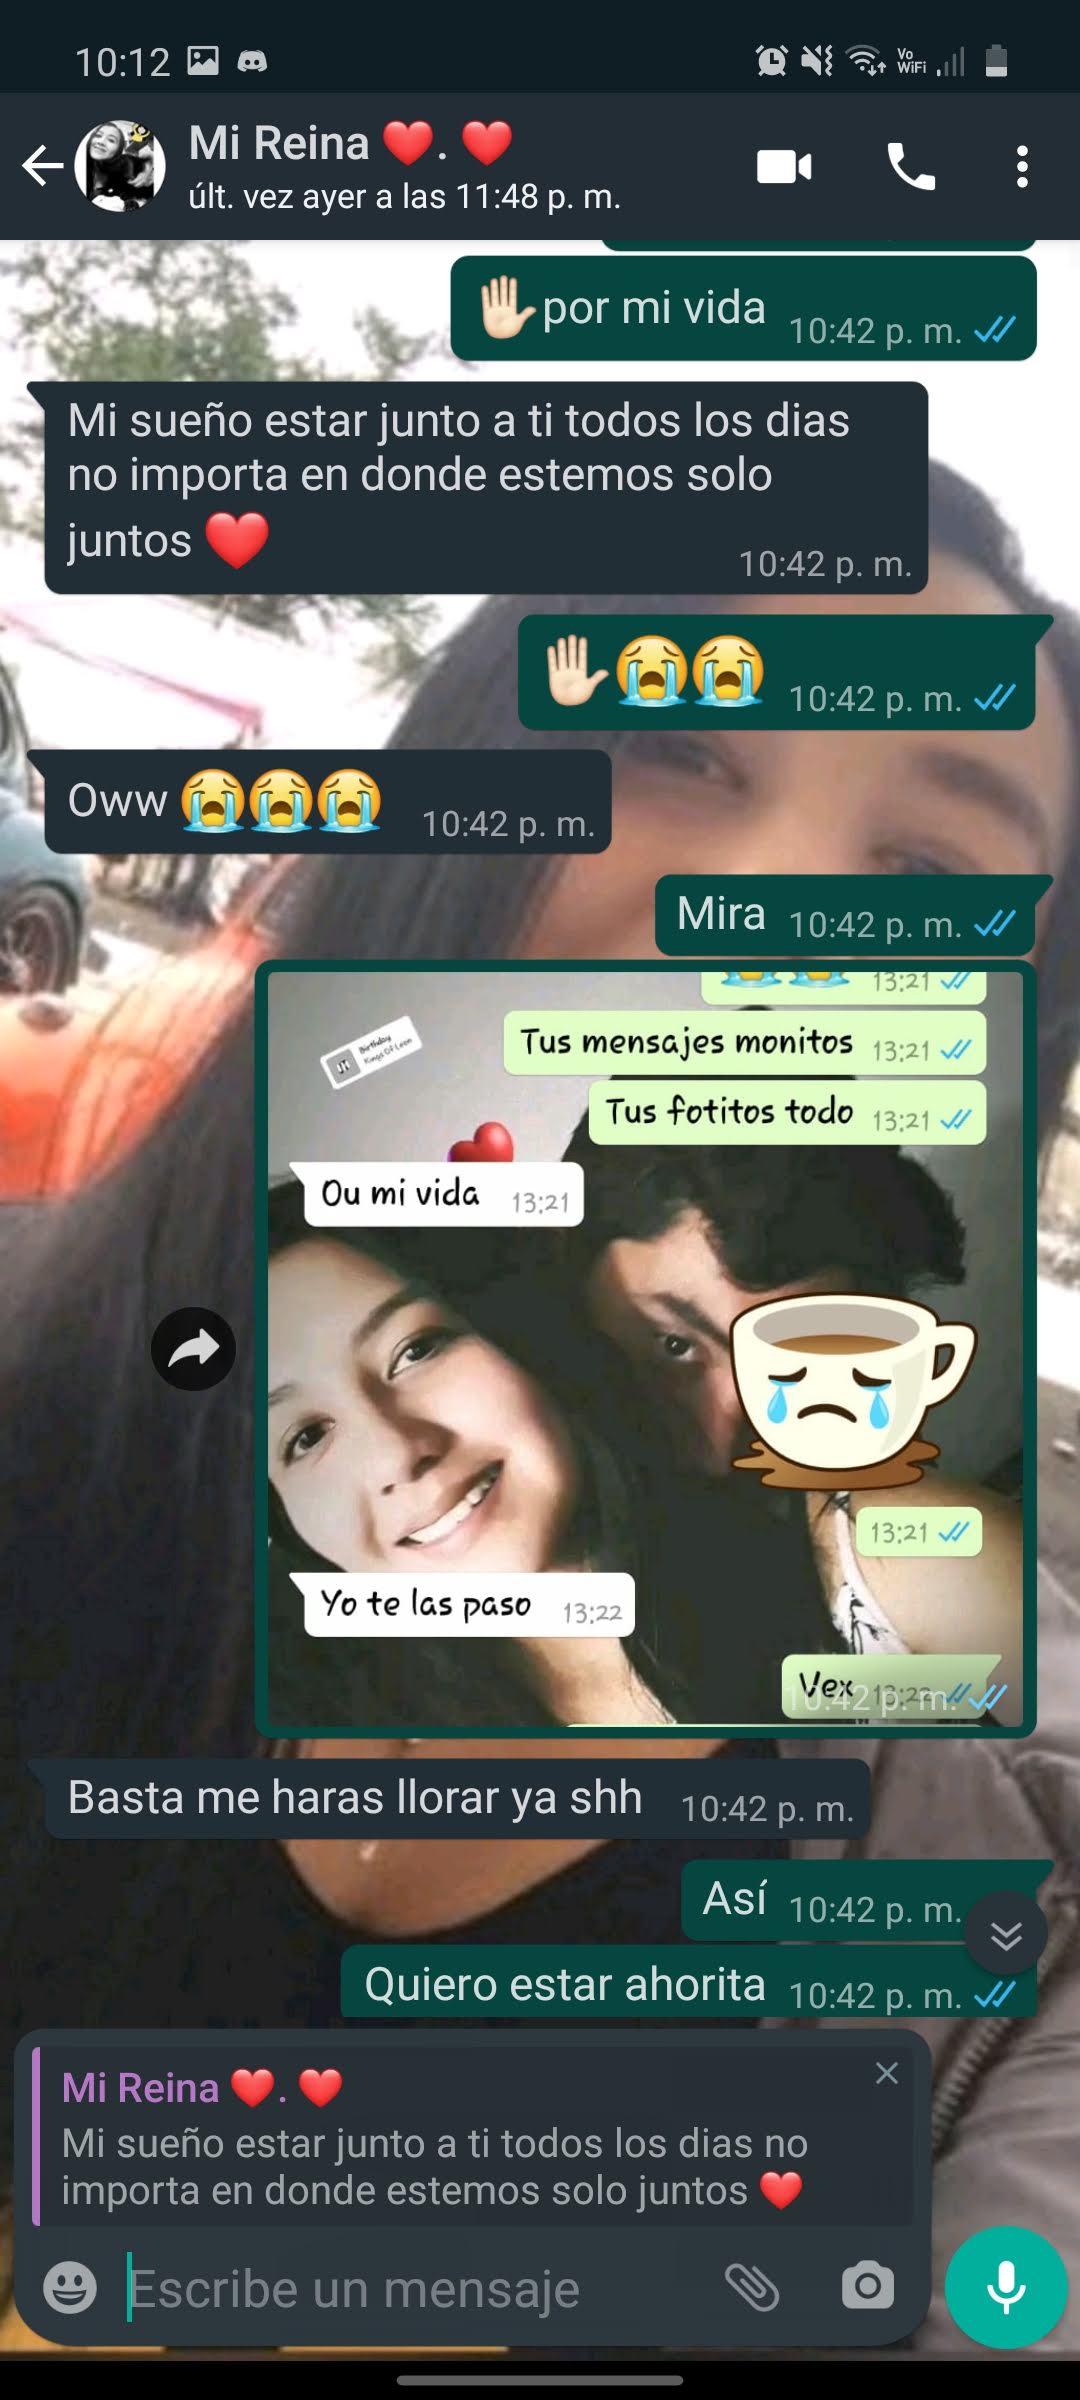 10:12
Vo
WiFi
Mi Reina ❤️. ❤️
últ. vez ayer a las 11:48 p. m.
🖐🏻por mi vida 10:42 p. m.
Mi sueño estar junto a ti todos los dias
no importa en donde estemos solo
juntos ❤️
10:42 p. m.
🖐🏻😭😭 10:42 p. m.
Oww 😭😭😭 10:42 p. m.
Mira 10:42 p. m.
13:21
Tus mensajes monitos 13:21
Birthday
Kings Of Leon
Tus fotitos todo 13:21
Ou mi vida 13:21
13:21
Yo te las paso 13:22
Vex 13:22
10:42 p. m.
Basta me haras llorar ya shh 10:42 p. m.
Así 10:42 p. m.
Quiero estar ahorita 10:42 p. m.
Mi Reina ❤️. ❤️
Mi sueño estar junto a ti todos los dias no
importa en donde estemos solo juntos ❤️
Escribe un mensaje